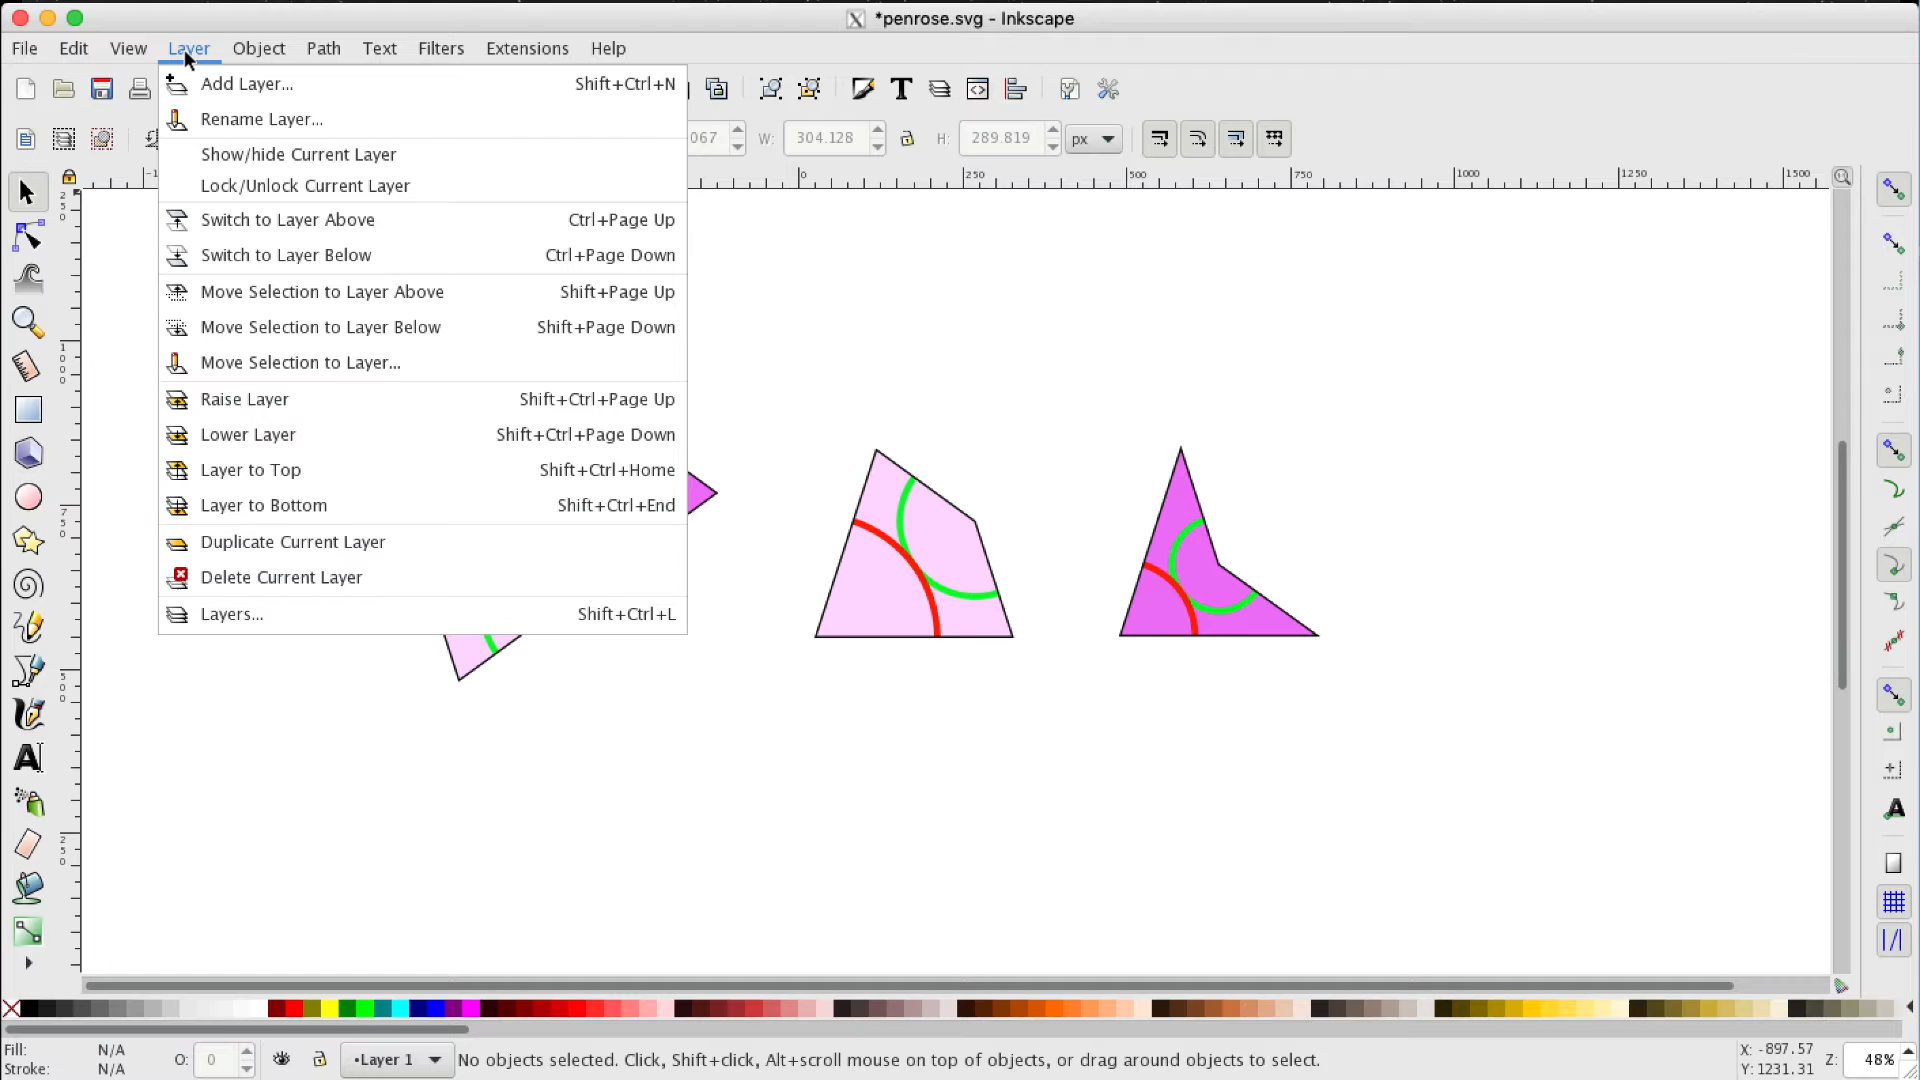 *penrose.svg - Inkscape
File Edit View Layer Object Path Text Filters Extensions Help
067 W: 304.128 H: 289.819 px
Add Layer... Shift+Ctrl+N
Rename Layer...
Show/hide Current Layer
Lock/Unlock Current Layer
Switch to Layer Above Ctrl+Page Up
Switch to Layer Below Ctrl+Page Down
Move Selection to Layer Above Shift+Page Up
Move Selection to Layer Below Shift+Page Down
Move Selection to Layer...
Raise Layer Shift+Ctrl+Page Up
Lower Layer Shift+Ctrl+Page Down
Layer to Top Shift+Ctrl+Home
Layer to Bottom Shift+Ctrl+End
Duplicate Current Layer
Delete Current Layer
Layers... Shift+Ctrl+L
0 250 500 750 1000 1250 1500
1000
750
500
250
Fill: N/A
Stroke: N/A
O: 0
•Layer 1
No objects selected. Click, Shift+click, Alt+scroll mouse on top of objects, or drag around objects to select.
X: -897.57
Y: 1231.31
Z: 48%